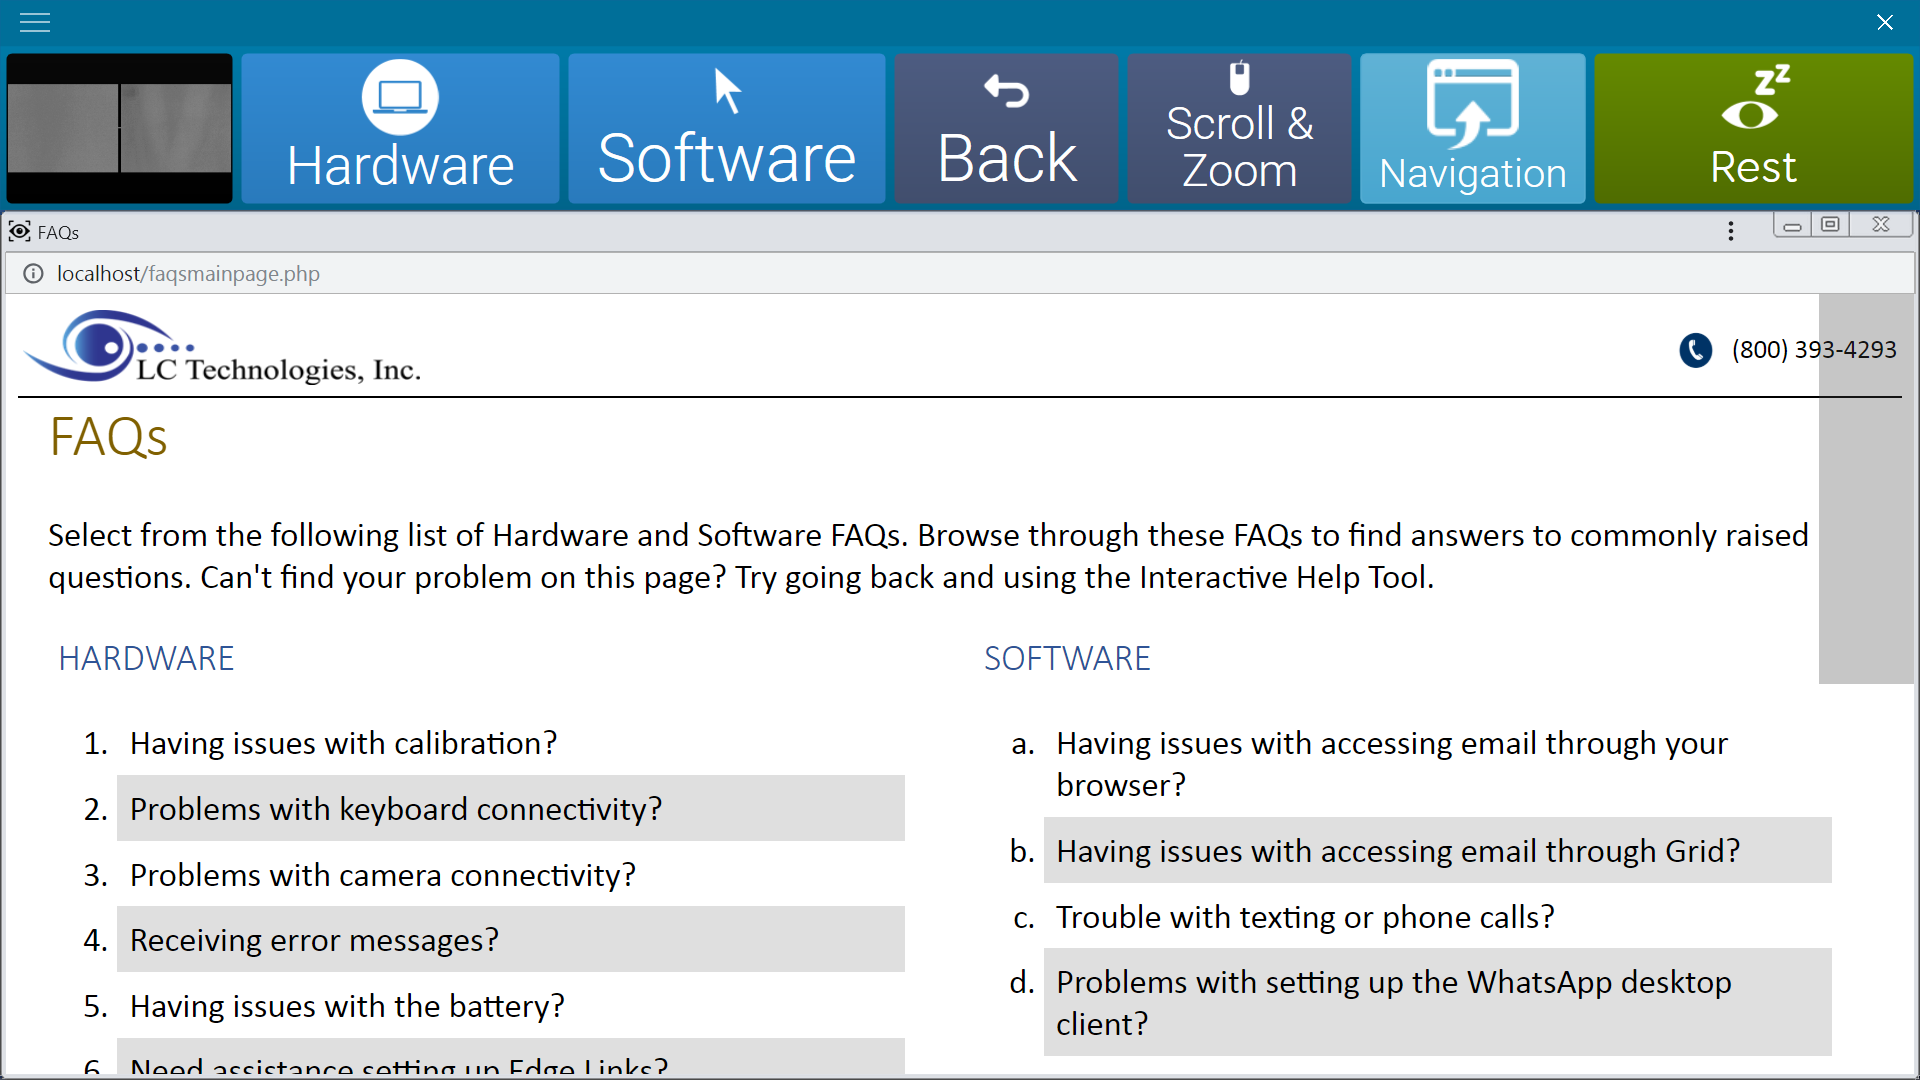 Hardware
Software
Back
Scroll &
Zoom
Navigation
zz
Rest
FAQs
localhost/faqsmainpage.php
LC Technologies, Inc.
(800) 393-4293
FAQs
Select from the following list of Hardware and Software FAQs. Browse through these FAQs to find answers to commonly raised
questions. Can't find your problem on this page? Try going back and using the Interactive Help Tool.
HARDWARE
1. Having issues with calibration?
2. Problems with keyboard connectivity?
3. Problems with camera connectivity?
4. Receiving error messages?
5. Having issues with the battery?
6. Need assistance setting up Edge Links?
SOFTWARE
a. Having issues with accessing email through your
browser?
b. Having issues with accessing email through Grid?
c. Trouble with texting or phone calls?
d. Problems with setting up the WhatsApp desktop
client?